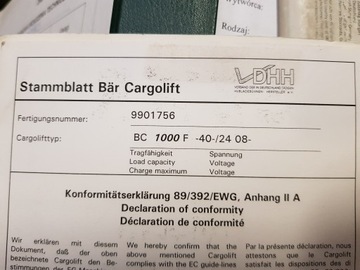 Wytwórca:
Rodzaj:
VDHH
Stammblatt Bär Cargolift
Fertigungsnummer: 9901756
Cargolifttyp: BC 1000 F -40-/24 08-
Tragfähigkeit Spannung
Load capacity Voltage
Charge maximum Voltage
Konformitätserklärung 89/392/EWG, Anhang II A
Declaration of conformity
Déclaration de conformité
Wir erklären mit diesem We hereby confirm that the Par la présente déclaration, nous
Dokument, daß der oben above mentioned Cargolift attestons que le Cargolift
bezeichnete Cargolift den Be- complies with the EC guide-lines satisfait les dispositions des di